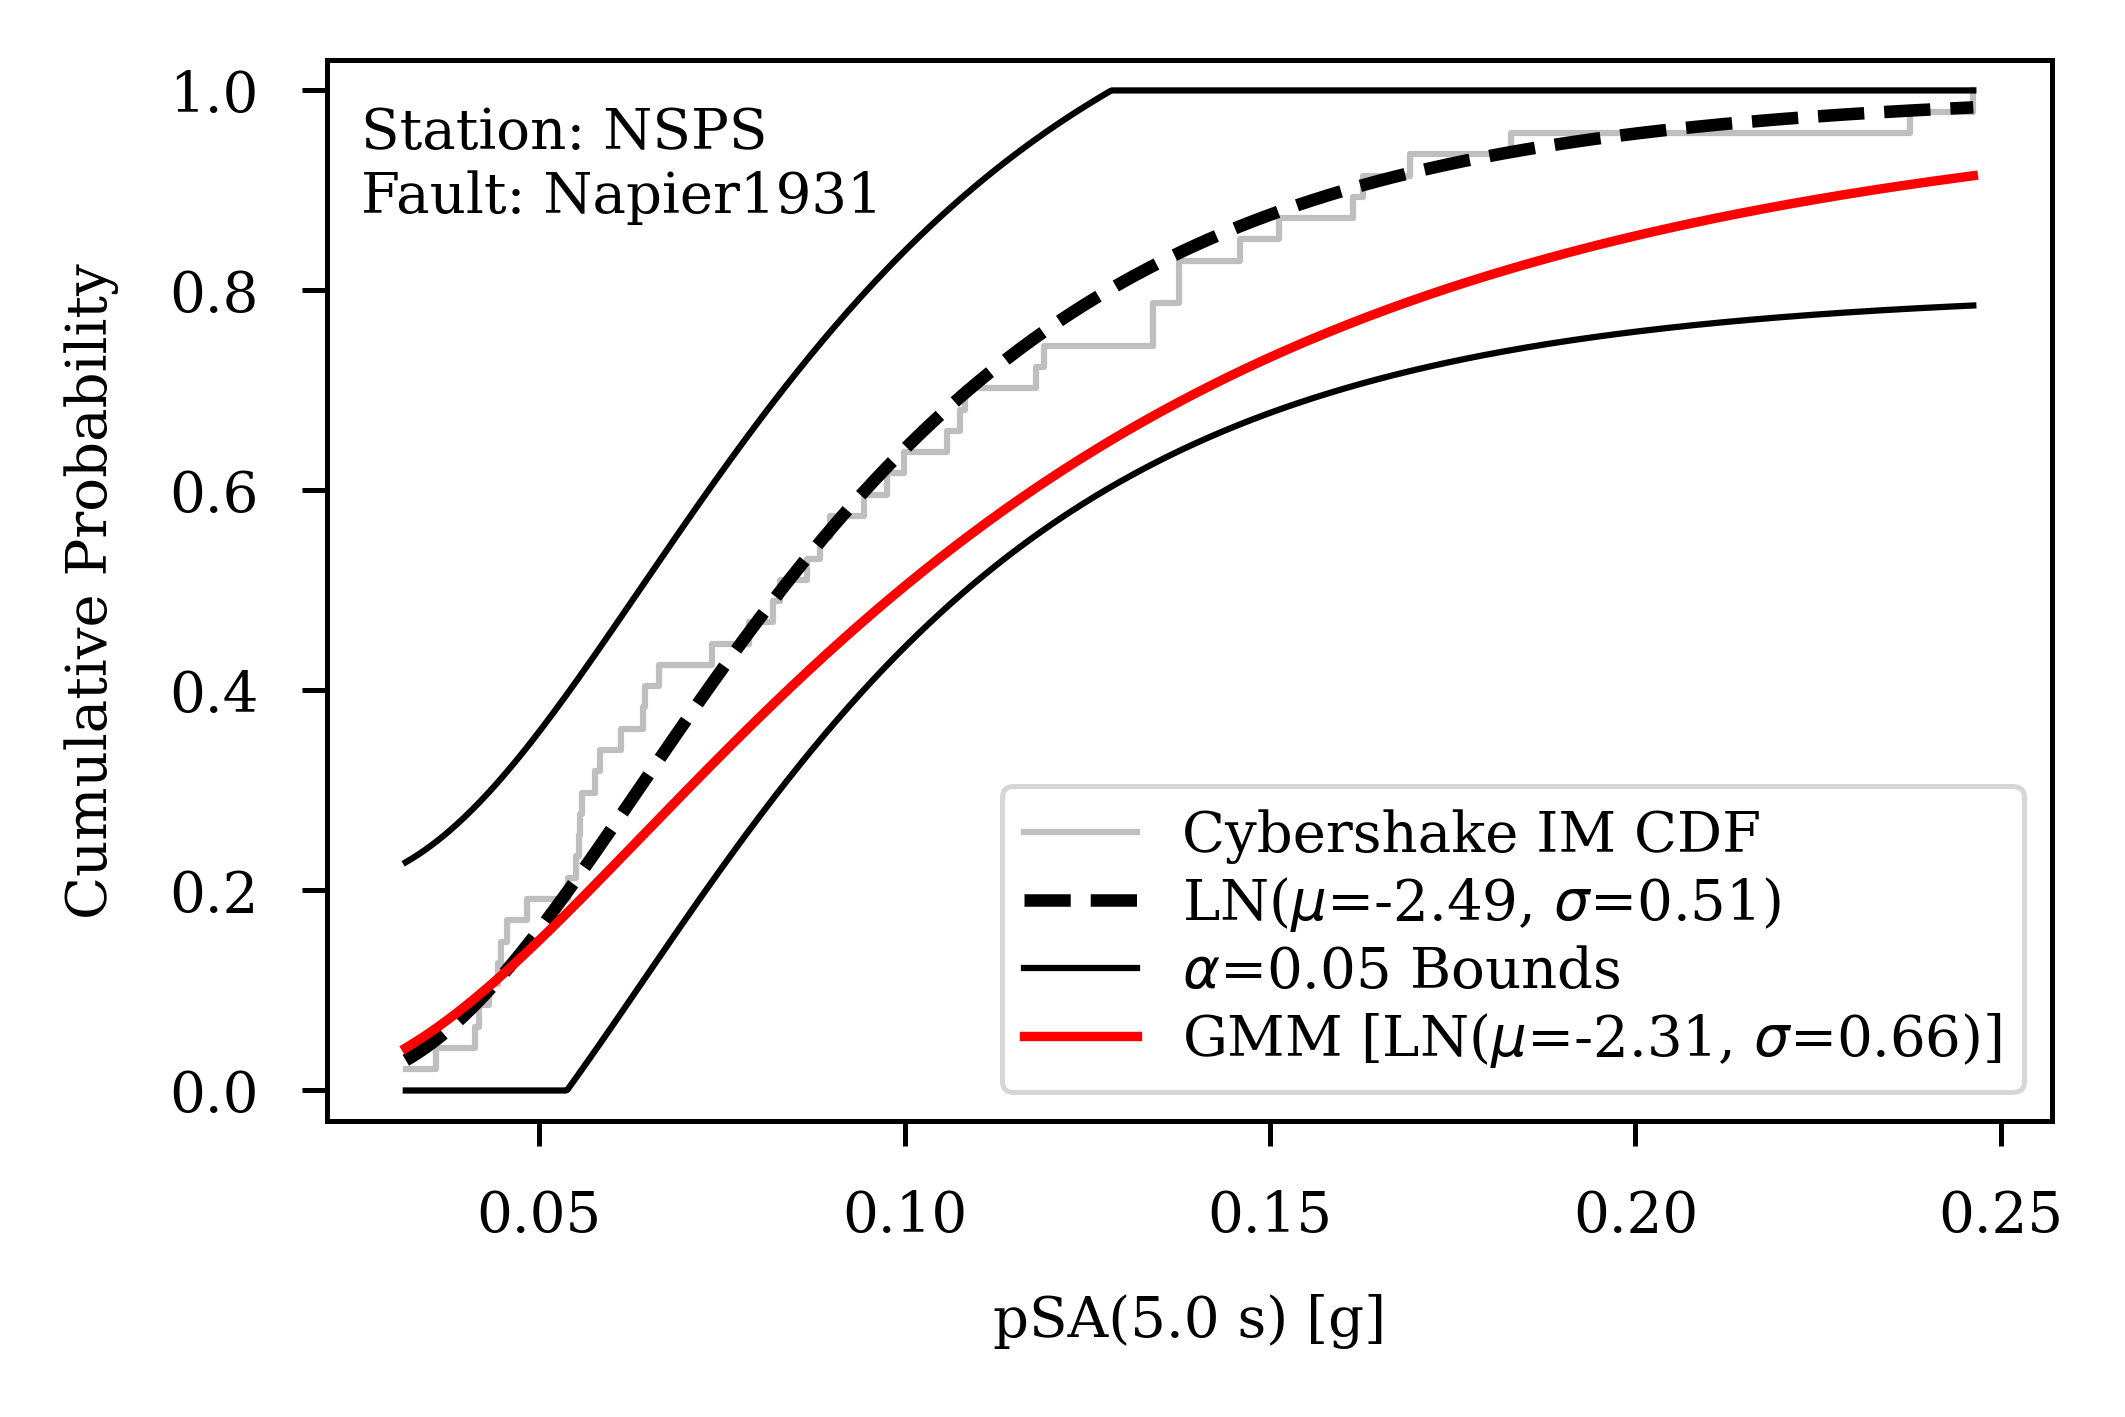 Station: NSPS
Fault: Napier1931
1.0
0.8
0.6
0.4
0.2
0.0
Cumulative Probability
Cybershake IM CDF
LN(μ=-2.49, σ=0.51)
α=0.05 Bounds
GMM [LN(μ=-2.31, σ=0.66)]
0.05 0.10 0.15 0.20 0.25
pSA(5.0 s) [g]